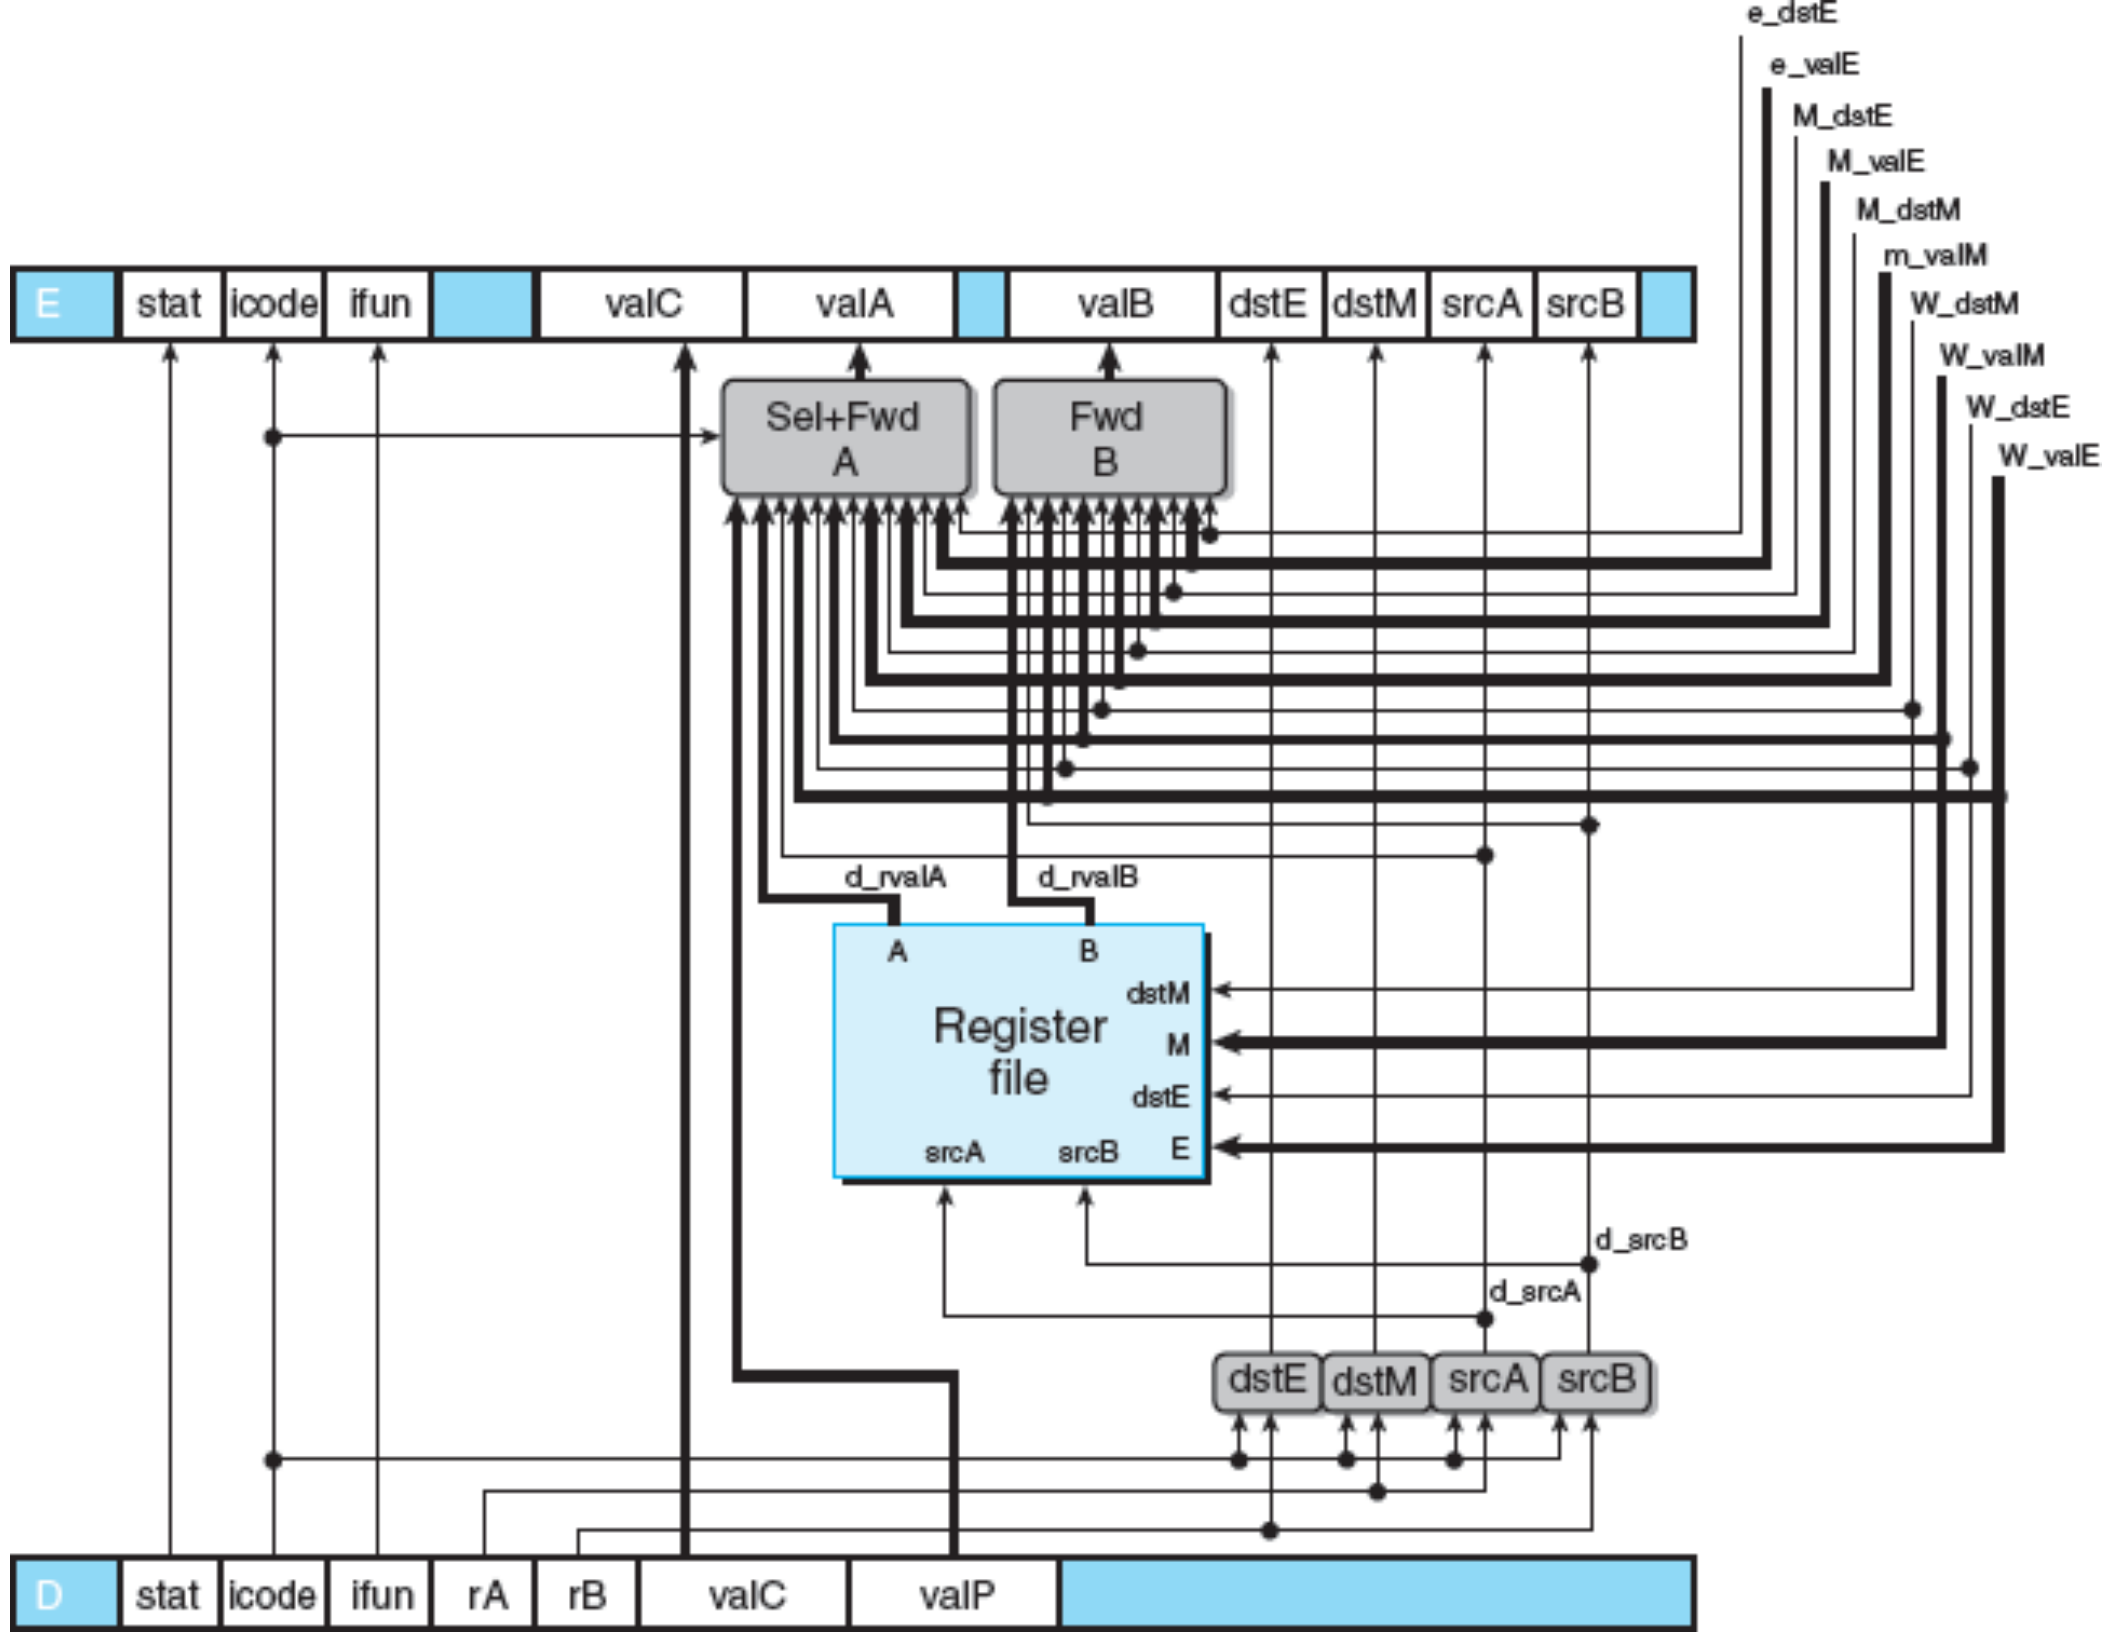 e_dstE
e_valE
M_dstE
M_valE
M_dstM
m_valM
W_dstM
W_valM
W_dstE
W_valE
E stat icode ifun valC valA valB dstE dstM srcA srcB
Sel+Fwd
A
Fwd
B
d_rvalA d_rvalB
A B
dstM
Register
file
M
dstE
E
srcA srcB
d_srcB
d_srcA
dstE dstM srcA srcB
D stat icode ifun rA rB valC valP